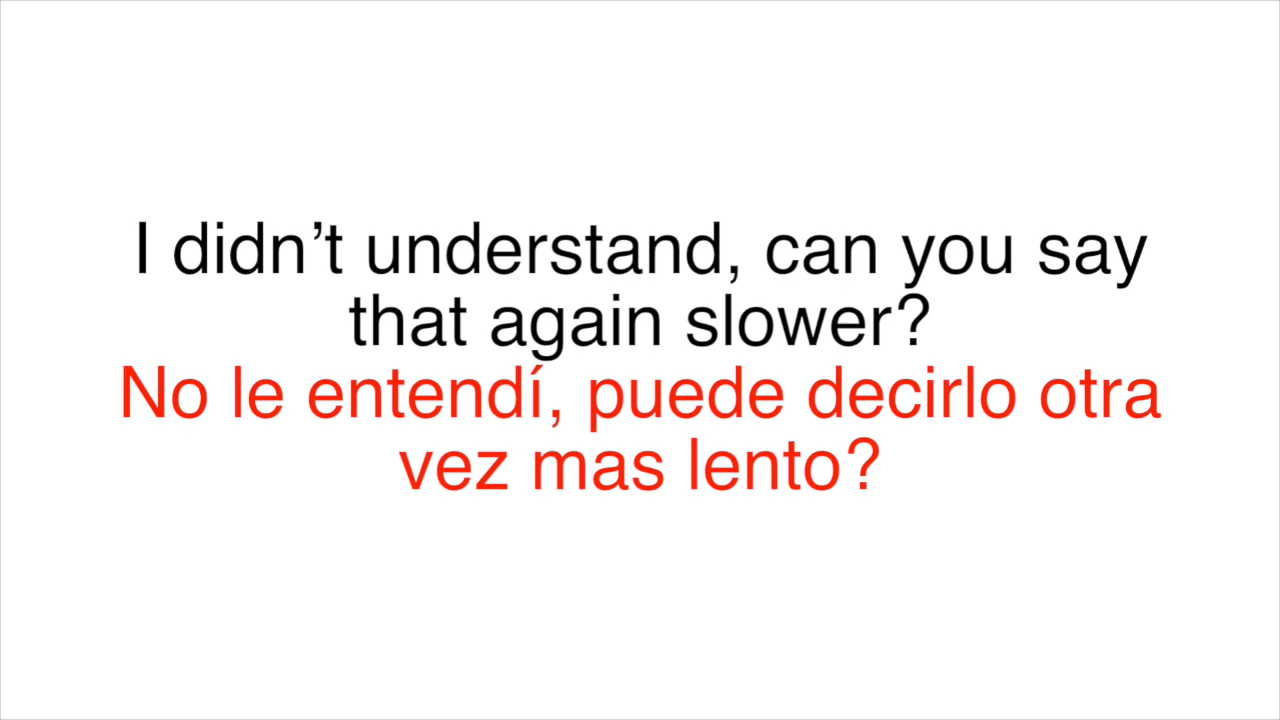 I didn’t understand, can you say
that again slower?
No le entendí, puede decirlo otra
vez mas lento?